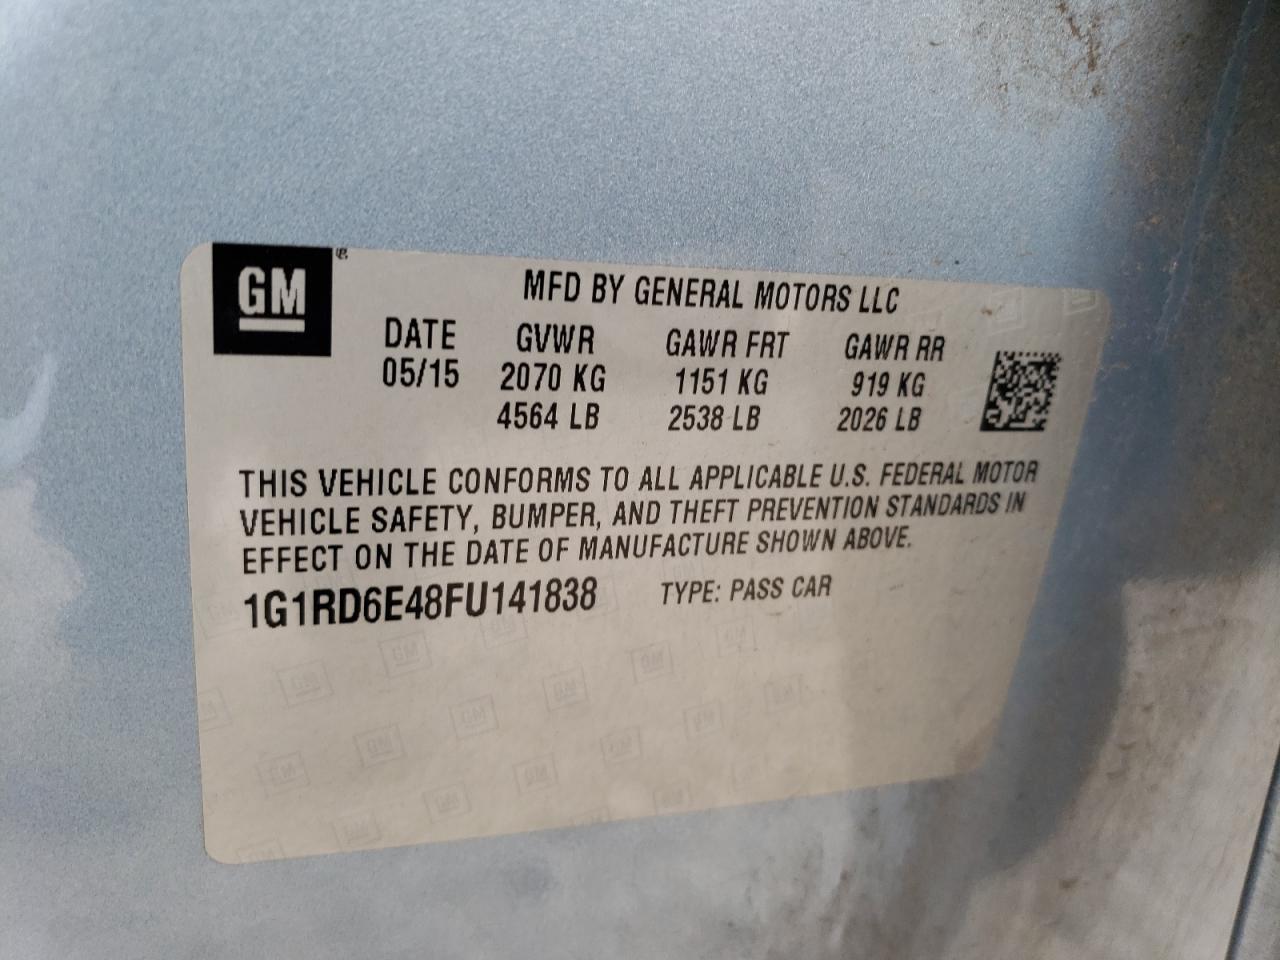 GM
MFD BY GENERAL MOTORS LLC
DATE GVWR GAWR FRT GAWR RR
05/15 2070 KG 1151 KG 919 KG
4564 LB 2538 LB 2026 LB
THIS VEHICLE CONFORMS TO ALL APPLICABLE U.S. FEDERAL MOTOR
VEHICLE SAFETY, BUMPER, AND THEFT PREVENTION STANDARDS IN
EFFECT ON THE DATE OF MANUFACTURE SHOWN ABOVE.
1G1RD6E48FU141838 TYPE: PASS CAR